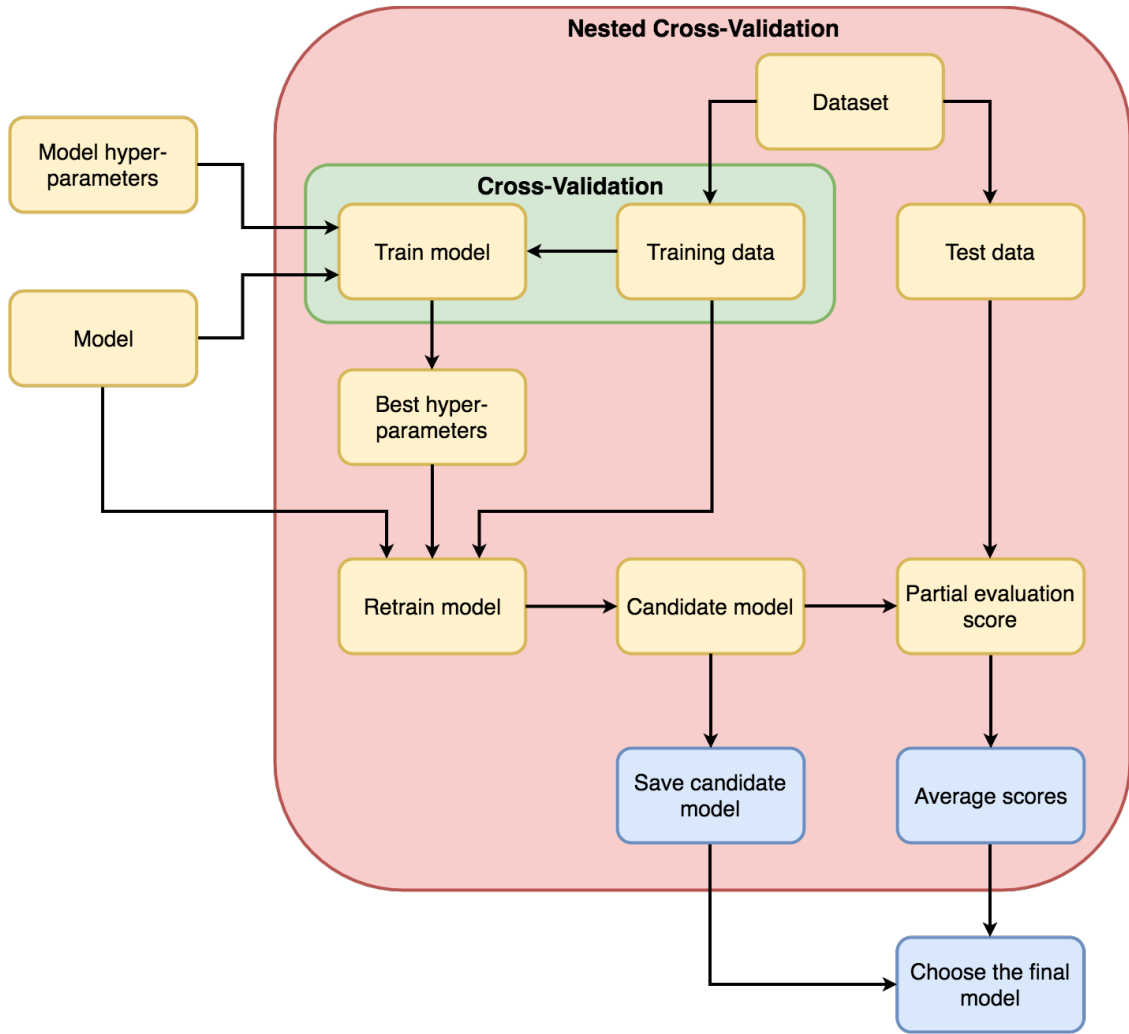 Nested Cross-Validation
Dataset
Model hyper-
parameters
Cross-Validation
Train model
Training data
Test data
Model
Best hyper-
parameters
Retrain model
Candidate model
Partial evaluation
score
Save candidate
model
Average scores
Choose the final
model